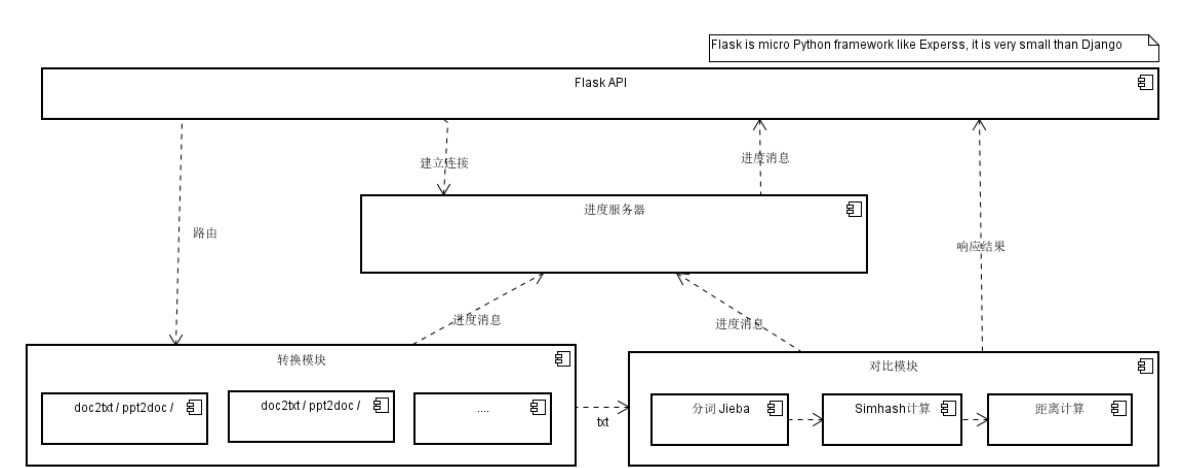 Flask is micro Python framework like Experss, it is very small than Django
Flask API
建立连接
进度消息
进度服务器
路由
响应结果
进度消息
进度消息
转换模块
对比模块
doc2txt / ppt2doc /
doc2txt / ppt2doc /
....
txt
分词 Jieba
Simhash计算
距离计算